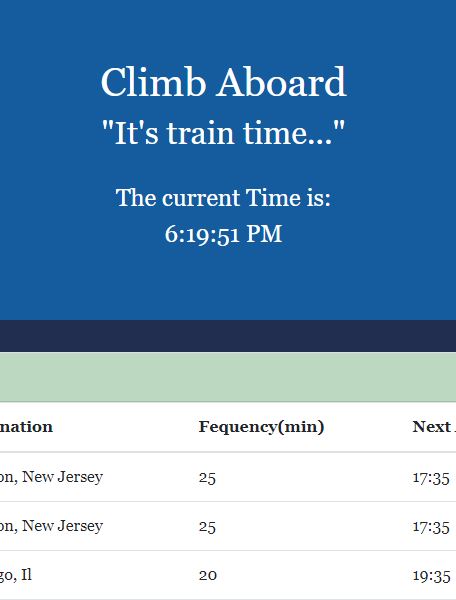 Climb Aboard
"It's train time..."
The current Time is:
6:19:51 PM
nation Fequency(min) Next
on, New Jersey 25 17:35
on, New Jersey 25 17:35
go, Il 20 19:35